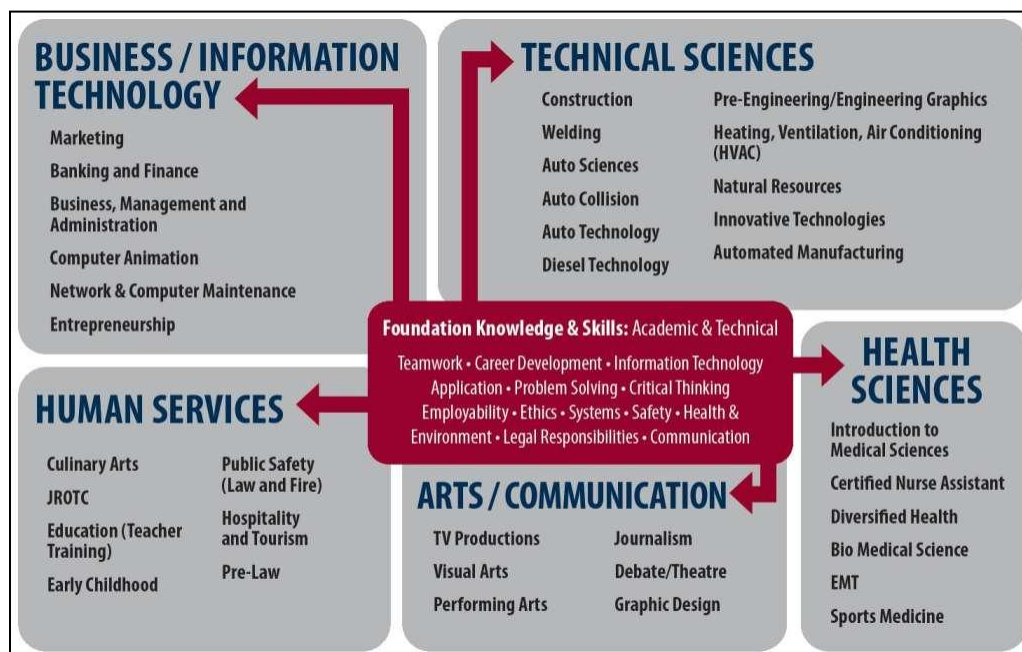 BUSINESS / INFORMATION
TECHNOLOGY
Marketing
Banking and Finance
Business, Management and
Administration
Computer Animation
Network & Computer Maintenance
Entrepreneurship
TECHNICAL SCIENCES
Construction
Welding
Auto Sciences
Auto Collision
Auto Technology
Diesel Technology
Pre-Engineering/Engineering Graphics
Heating, Ventilation, Air Conditioning
(HVAC)
Natural Resources
Innovative Technologies
Automated Manufacturing
Foundation Knowledge & Skills: Academic & Technical
Teamwork • Career Development • Information Technology
Application • Problem Solving • Critical Thinking
Employability • Ethics • Systems • Safety • Health &
Environment • Legal Responsibilities • Communication
HUMAN SERVICES
Culinary Arts
JROTC
Education (Teacher
Training)
Early Childhood
Public Safety
(Law and Fire)
Hospitality
and Tourism
Pre-Law
ARTS / COMMUNICATION
TV Productions
Visual Arts
Performing Arts
Journalism
Debate/Theatre
Graphic Design
HEALTH
SCIENCES
Introduction to
Medical Sciences
Certified Nurse Assistant
Diversified Health
Bio Medical Science
EMT
Sports Medicine